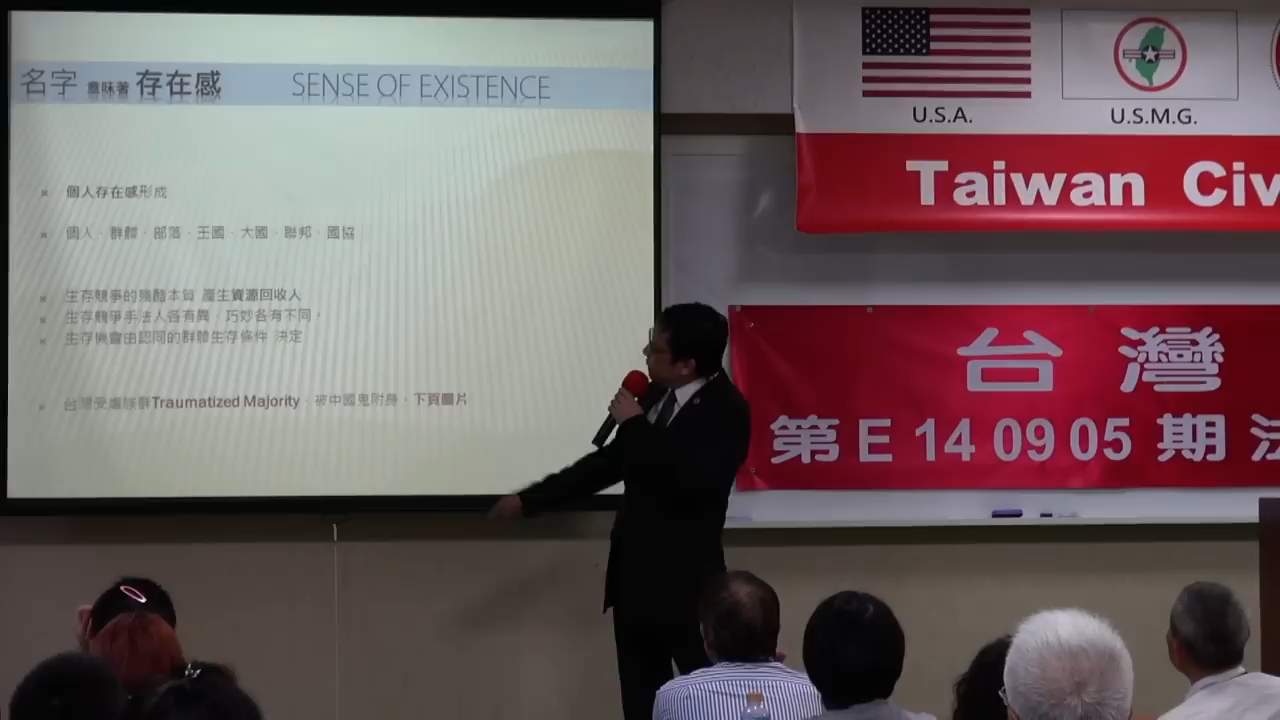 名字 意味著 存在感 SENSE OF EXISTENCE
個人存在感形成
個人、群體、部落、王國、大國、聯邦、國協
生存競爭的殘酷本質 產生資源回收人
生存競爭手法人各有異，巧妙各有不同。
生存機會由認同的群體生存條件 決定
台灣受虐族群Traumatized Majority，被中國鬼附身。下頁圖片
U.S.A.
U.S.M.G.
Taiwan Civ
台灣
第E 14 09 05 期 法